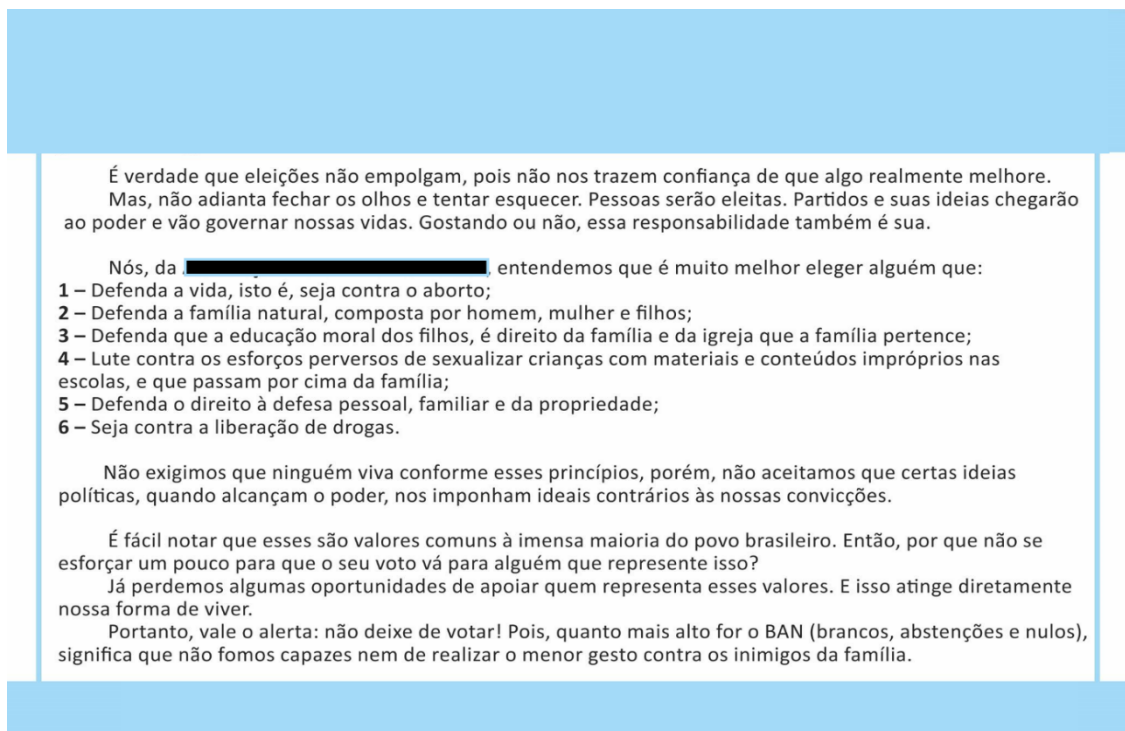 É verdade que eleições não empolgam, pois não nos trazem confiança de que algo realmente melhore.
Mas, não adianta fechar os olhos e tentar esquecer. Pessoas serão eleitas. Partidos e suas ideias chegarão
ao poder e vão governar nossas vidas. Gostando ou não, essa responsabilidade também é sua.
Nós, da , entendemos que é muito melhor eleger alguém que:
1 – Defenda a vida, isto é, seja contra o aborto;
2 – Defenda a família natural, composta por homem, mulher e filhos;
3 – Defenda que a educação moral dos filhos, é direito da família e da igreja que a família pertence;
4 – Lute contra os esforços perversos de sexualizar crianças com materiais e conteúdos impróprios nas
escolas, e que passam por cima da família;
5 – Defenda o direito à defesa pessoal, familiar e da propriedade;
6 – Seja contra a liberação de drogas.
Não exigimos que ninguém viva conforme esses princípios, porém, não aceitamos que certas ideias
políticas, quando alcançam o poder, nos imponham ideais contrários às nossas convicções.
É fácil notar que esses são valores comuns à imensa maioria do povo brasileiro. Então, por que não se
esforçar um pouco para que o seu voto vá para alguém que represente isso?
Já perdemos algumas oportunidades de apoiar quem representa esses valores. E isso atinge diretamente
nossa forma de viver.
Portanto, vale o alerta: não deixe de votar! Pois, quanto mais alto for o BAN (brancos, abstenções e nulos),
significa que não fomos capazes nem de realizar o menor gesto contra os inimigos da família.